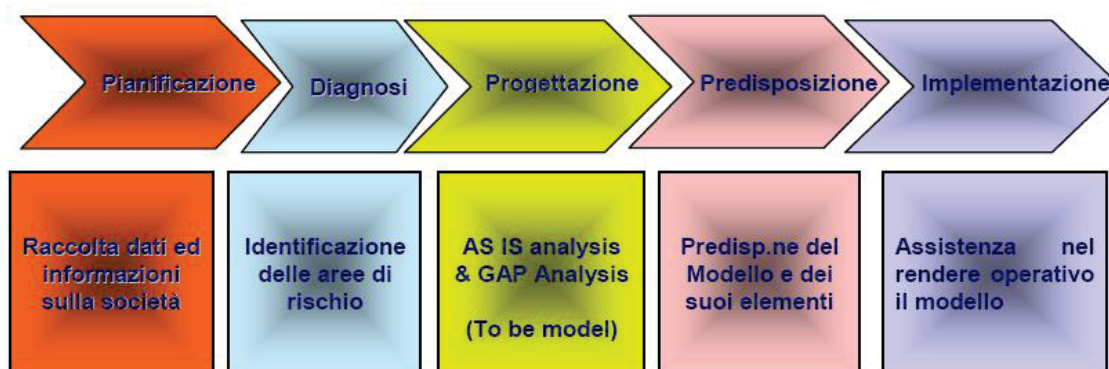 Pianificazione
Diagnosi
Progettazione
Predisposizione
Implementazione
Raccolta dati ed
informazioni
sulla società
Identificazione
delle aree di
rischio
AS IS analysis
& GAP Analysis
(To be model)
Predisp.ne del
Modello e dei
suoi elementi
Assistenza nel
rendere operativo
il modello